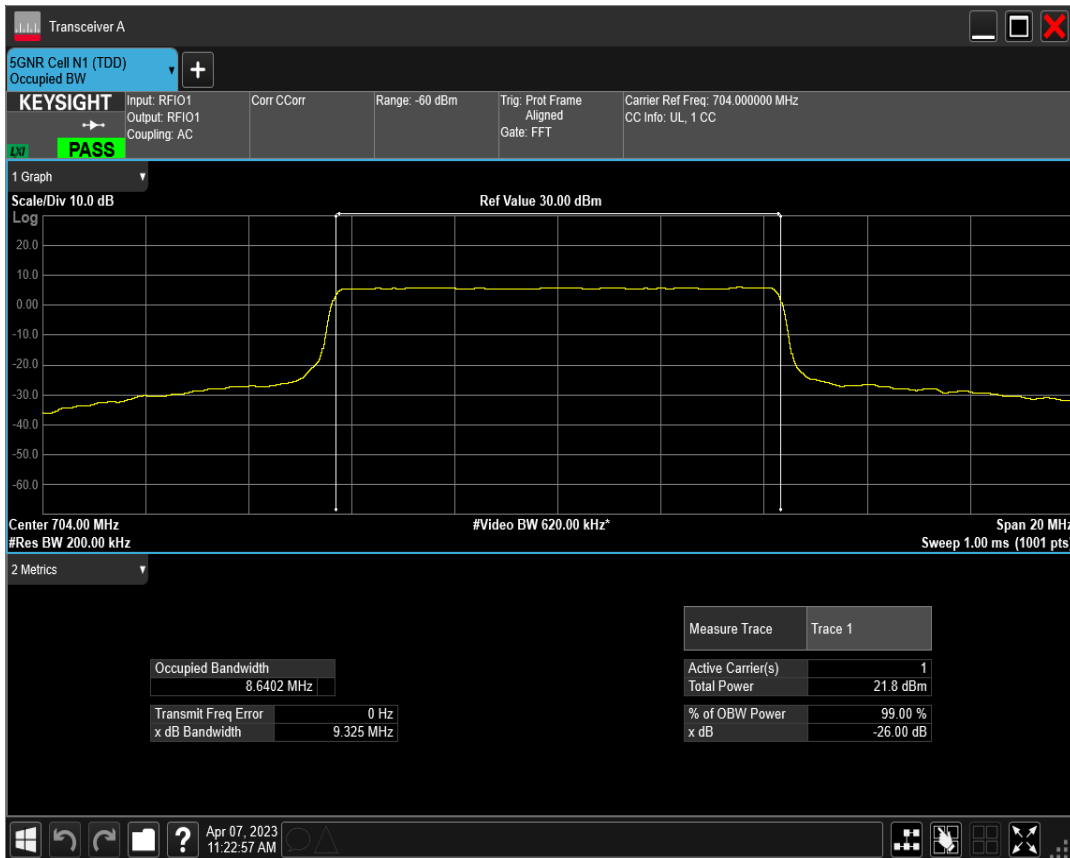 Transceiver A
5GNR Cell N1 (TDD)
Occupied BW
+
KEYSIGHT
LXI
PASS
Input: RFIO1
Output: RFIO1
Coupling: AC
Corr CCorr
Range: -60 dBm
Trig: Prot Frame
Aligned
Gate: FFT
Carrier Ref Freq: 704.000000 MHz
CC Info: UL, 1 CC
1 Graph
Scale/Div 10.0 dB
Ref Value 30.00 dBm
Log
20.0
10.0
0.00
-10.0
-20.0
-30.0
-40.0
-50.0
-60.0
Center 704.00 MHz
#Video BW 620.00 kHz*
Span 20 MHz
#Res BW 200.00 kHz
Sweep 1.00 ms (1001 pts)
2 Metrics
Measure Trace Trace 1
Occupied Bandwidth
8.6402 MHz
Active Carrier(s) 1
Total Power 21.8 dBm
Transmit Freq Error 0 Hz
x dB Bandwidth 9.325 MHz
% of OBW Power 99.00 %
x dB -26.00 dB
?
Apr 07, 2023
11:22:57 AM